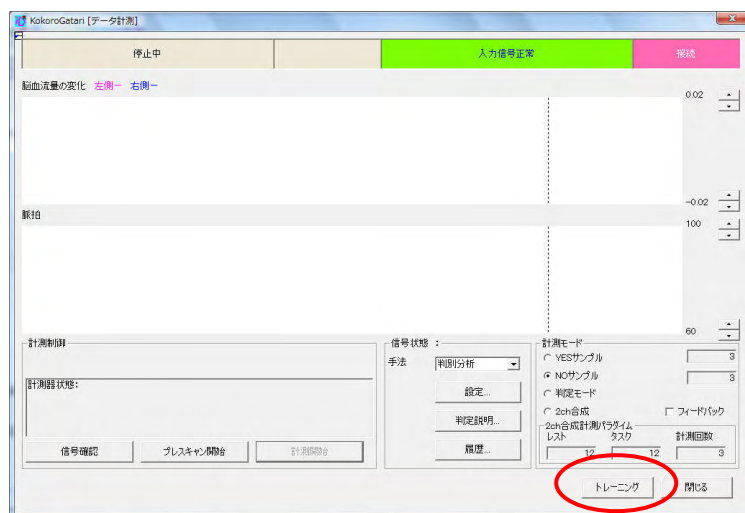 KokoroGatari [データ計測]
停止中 入力信号正常 接続
脳血流量の変化 左側ー 右側ー
0.02
-0.02
脈拍
100
60
計測制御
計測器状態:
信号確認 プレスキャン開始 計測開始
信号状態 :
手法 判別分析
設定...
判定説明...
履歴...
計測モード
YESサンプル 3
NOサンプル 3
判定モード
2ch合成 フィードバック
2ch合成計測パラダイム
レスト タスク 計測回数
12 12 3
トレーニング 閉じる